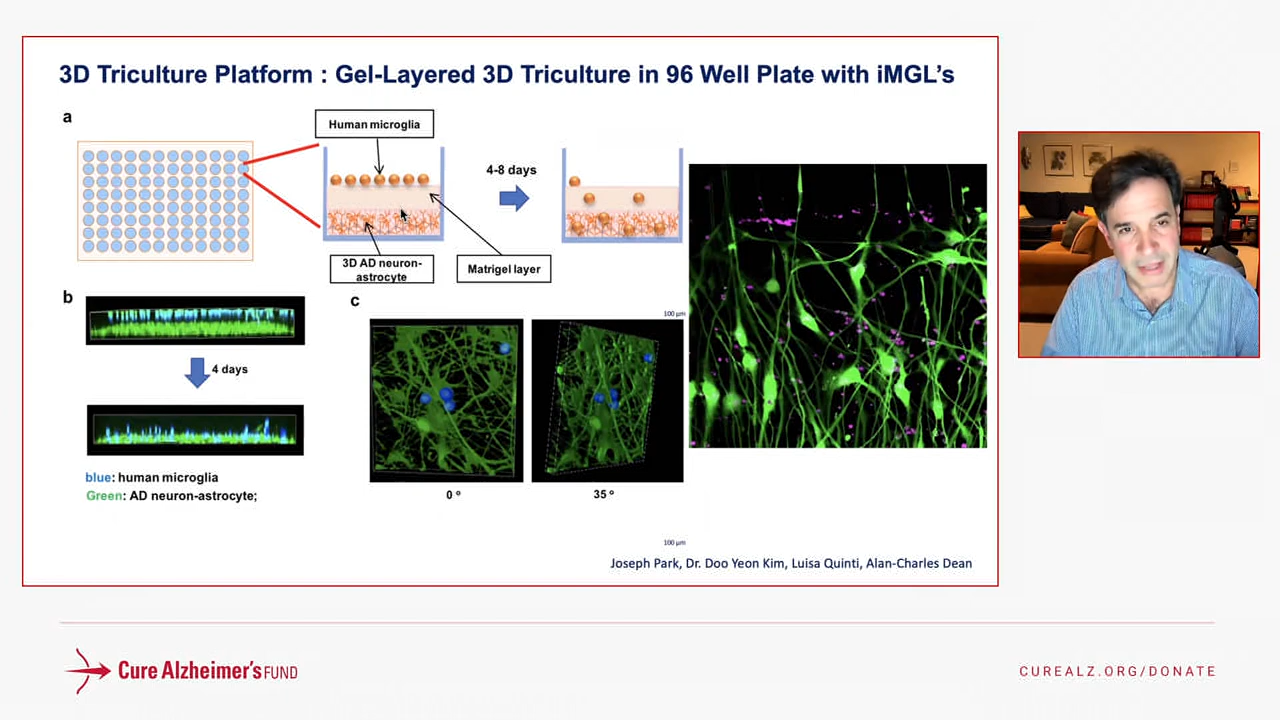 3D Triculture Platform : Gel-Layered 3D Triculture in 96 Well Plate with iMGL's
a
Human microglia
4-8 days
3D AD neuron-
astrocyte
Matrigel layer
b
4 days
blue: human microglia
Green: AD neuron-astrocyte;
c
100 µm
0 º
35 º
100 µm
Joseph Park, Dr. Doo Yeon Kim, Luisa Quinti, Alan-Charles Dean
Cure Alzheimer's FUND
CUREALZ.ORG/DONATE